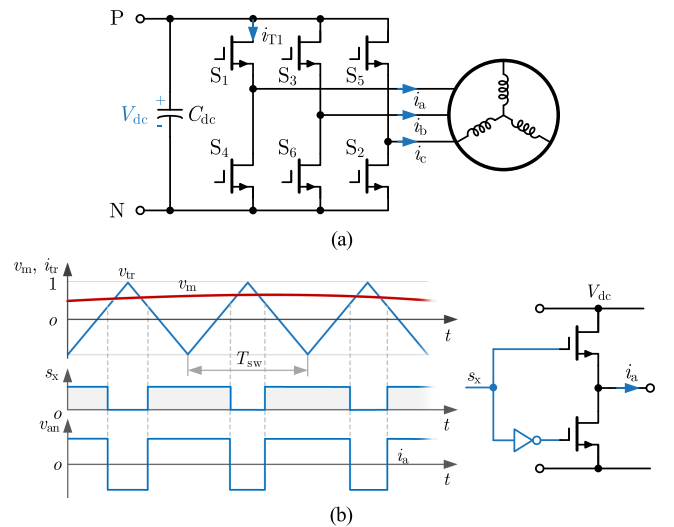 P
i_T1
S_1 S_3 S_5
+
V_dc C_dc
-
i_a
i_b
S_4 S_6 S_2 i_c
N
(a)
v_m, i_tr
v_tr v_m
1
o
t
T_sw
s_x
o
t
v_an
o
i_a
t
V_dc
s_x
i_a
(b)